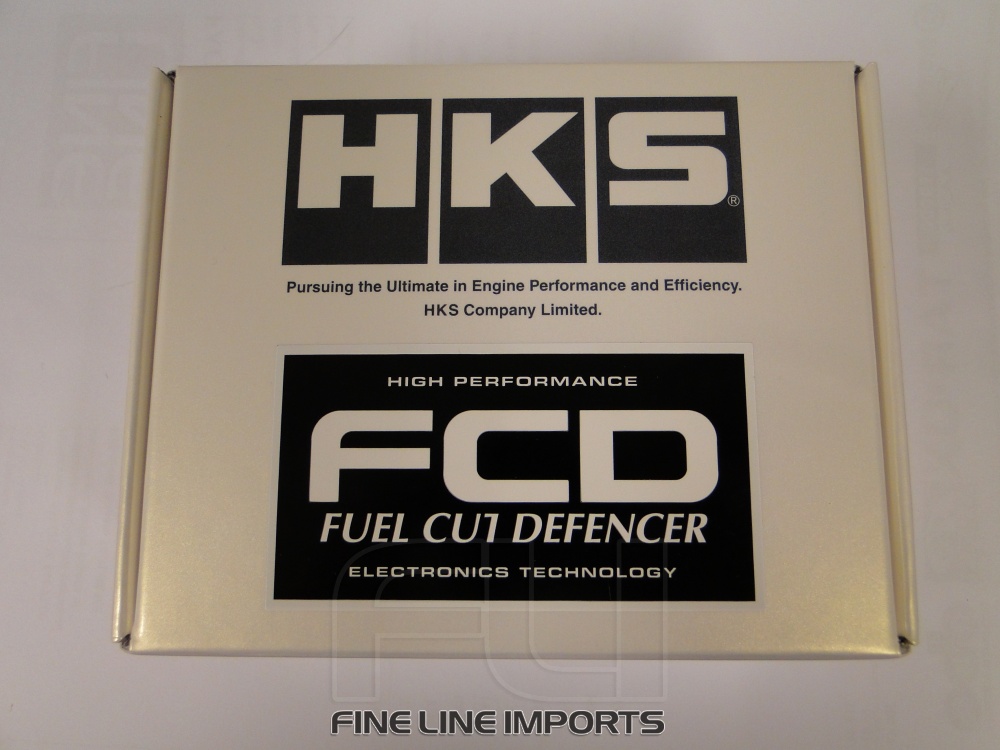 HKS®
Pursuing the Ultimate in Engine Performance and Efficiency.
HKS Company Limited.
HIGH PERFORMANCE
FCD
FUEL CUT DEFENCER
ELECTRONICS TECHNOLOGY
FLI
FINE LINE IMPORTS